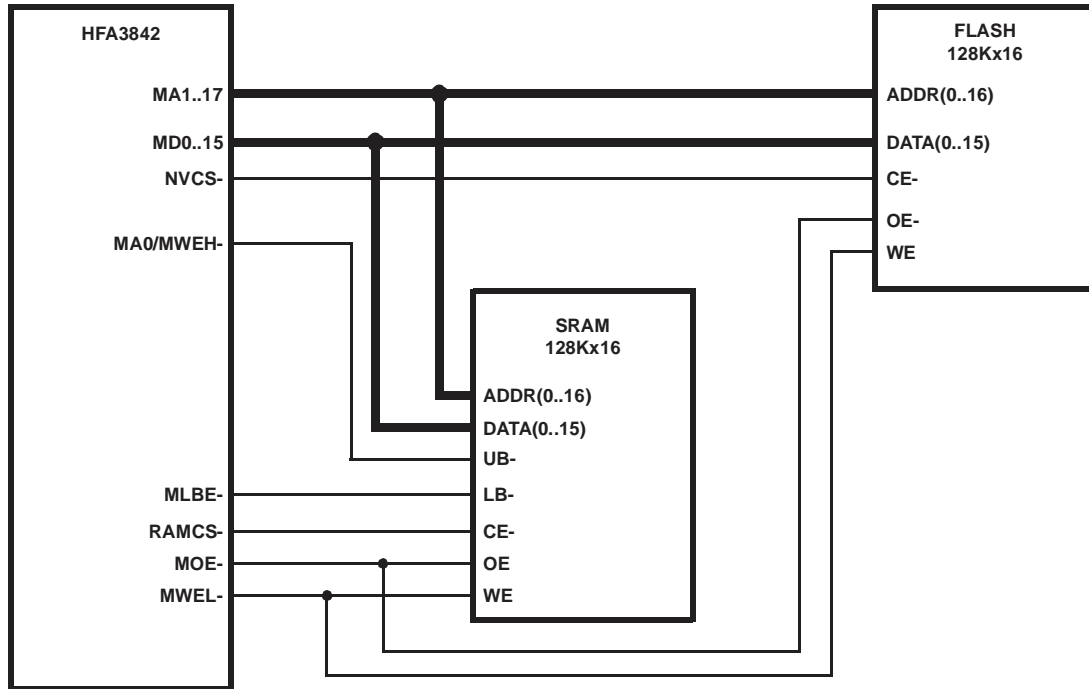 HFA3842
MA1..17
MD0..15
NVCS-
MA0/MWEH-
MLBE-
RAMCS-
MOE-
MWEL-
SRAM
128Kx16
ADDR(0..16)
DATA(0..15)
UB-
LB-
CE-
OE
WE
FLASH
128Kx16
ADDR(0..16)
DATA(0..15)
CE-
OE-
WE